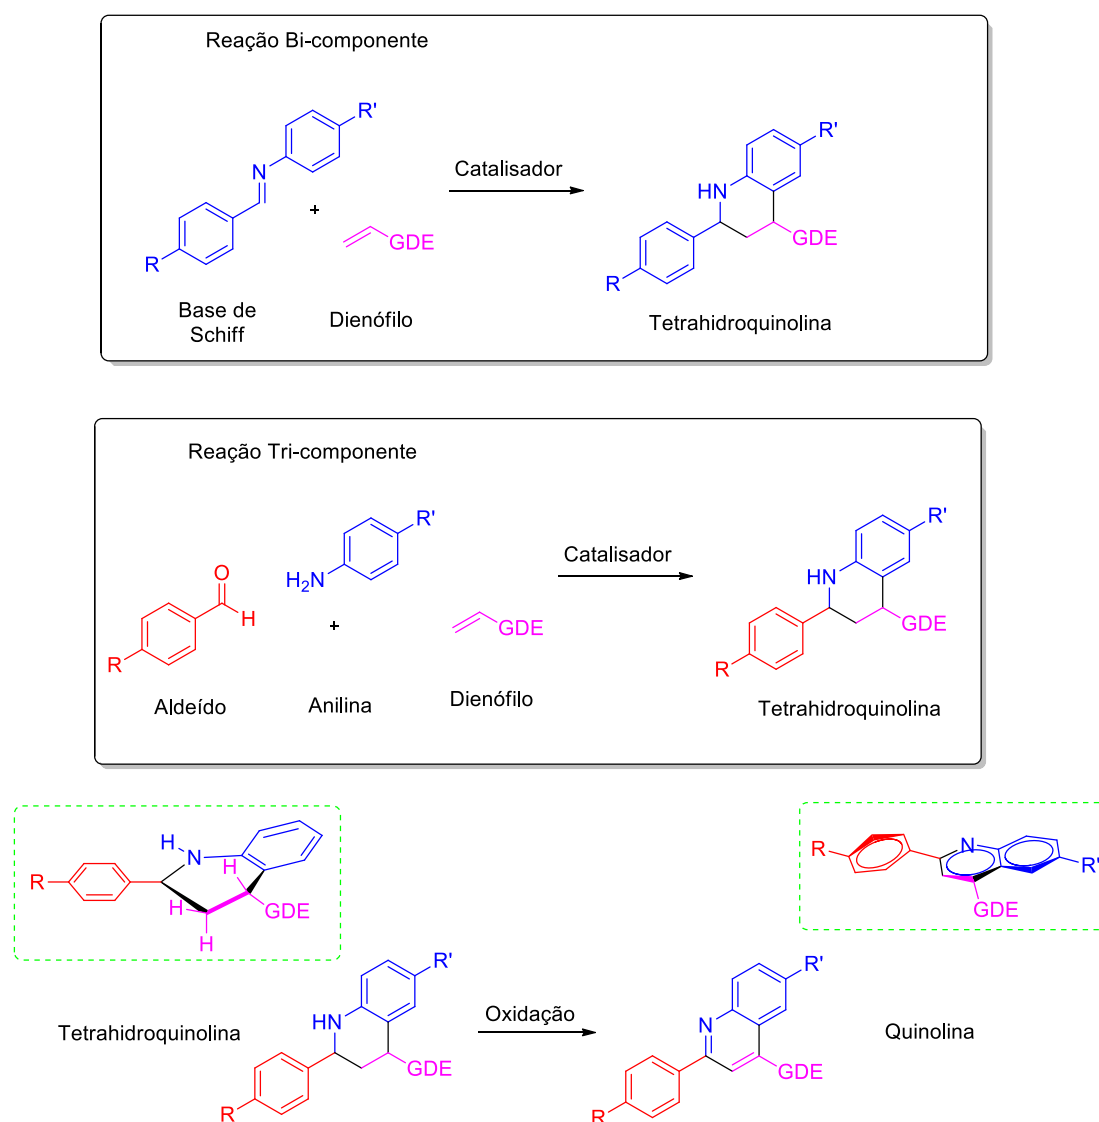 Reação Bi-componente
R'
N
Catalisador
R'
HN
+
GDE
GDE
R
R
Base de
Schiff
Dienófilo
Tetrahidroquinolina
Reação Tri-componente
R'
R'
Catalisador
O
H2N
HN
H
+
GDE
GDE
R
R
Aldeído
Anilina
Dienófilo
Tetrahidroquinolina
H
N
H
R
H
GDE
H
R
N
R'
GDE
R'
R'
Tetrahidroquinolina
HN
Oxidação
N
Quinolina
GDE
GDE
R
R